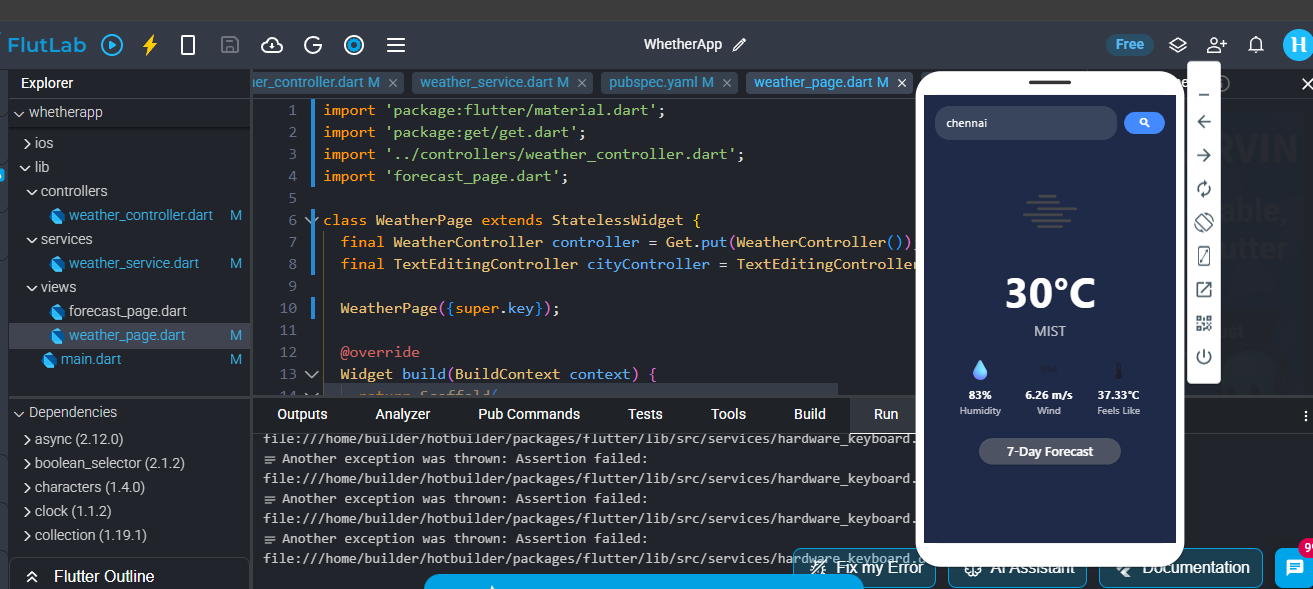 FlutLab
WhetherApp
Free
H
Explorer
er_controller.dart M
weather_service.dart M
pubspec.yaml M
weather_page.dart M
whetherapp
ios
lib
controllers
weather_controller.dart M
services
weather_service.dart M
views
forecast_page.dart
weather_page.dart M
main.dart M
Dependencies
async (2.12.0)
boolean_selector (2.1.2)
characters (1.4.0)
clock (1.1.2)
collection (1.19.1)
Flutter Outline
1 import 'package:flutter/material.dart';
2 import 'package:get/get.dart';
3 import '../controllers/weather_controller.dart';
4 import 'forecast_page.dart';
5
6 class WeatherPage extends StatelessWidget {
7 final WeatherController controller = Get.put(WeatherController());
8 final TextEditingController cityController = TextEditingController
9
10 WeatherPage({super.key});
11
12 @override
13 Widget build(BuildContext context) {
14 return Scaffold(
Outputs Analyzer Pub Commands Tests Tools Build Run
file:///home/builder/hotbuilder/packages/flutter/lib/src/services/hardware_keyboard.
Another exception was thrown: Assertion failed:
file:///home/builder/hotbuilder/packages/flutter/lib/src/services/hardware_keyboard.
Another exception was thrown: Assertion failed:
file:///home/builder/hotbuilder/packages/flutter/lib/src/services/hardware_keyboard.
Another exception was thrown: Assertion failed:
file:///home/builder/hotbuilder/packages/flutter/lib/src/services/hardware_keyboard.
chennai
30°C
MIST
83% 6.26 m/s 37.33°C
Humidity Wind Feels Like
7-Day Forecast
Fix my Error AI Assistant Documentation